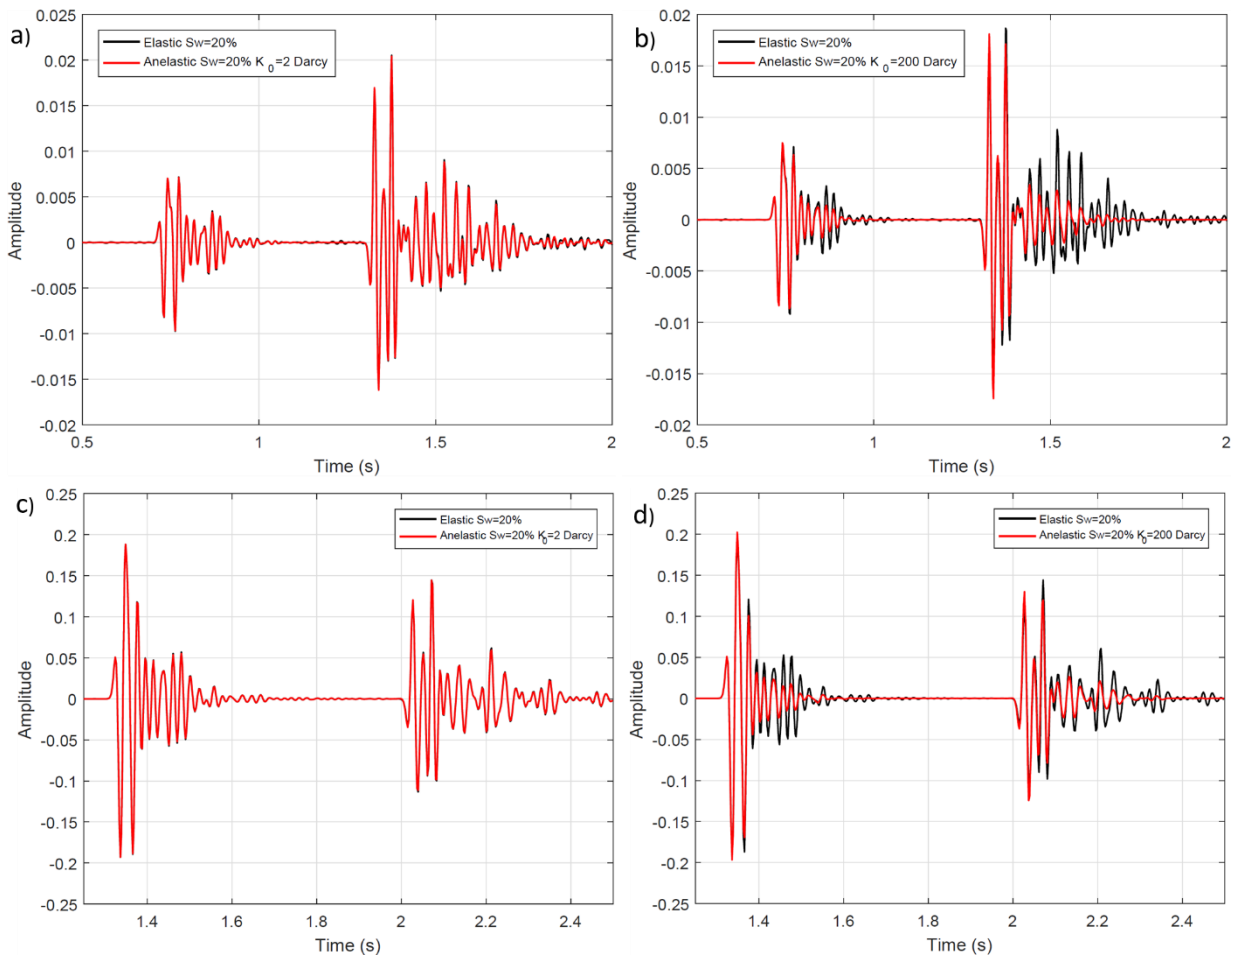 a)
0.025
0.02
0.015
0.01
0.005
0
-0.005
-0.01
-0.015
-0.02
Amplitude
Elastic Sw=20%
Anelastic Sw=20% K0=2 Darcy
0.5 1 1.5 2
Time (s)
b)
0.02
0.015
0.01
0.005
0
-0.005
-0.01
-0.015
-0.02
Amplitude
Elastic Sw=20%
Anelastic Sw=20% K0=200 Darcy
0.5 1 1.5 2
Time (s)
c)
0.25
0.2
0.15
0.1
0.05
0
-0.05
-0.1
-0.15
-0.2
-0.25
Amplitude
Elastic Sw=20%
Anelastic Sw=20% K0=2 Darcy
1.4 1.6 1.8 2 2.2 2.4
Time (s)
d)
0.25
0.2
0.15
0.1
0.05
0
-0.05
-0.1
-0.15
-0.2
-0.25
Amplitude
Elastic Sw=20%
Anelastic Sw=20% K0=200 Darcy
1.4 1.6 1.8 2 2.2 2.4
Time (s)